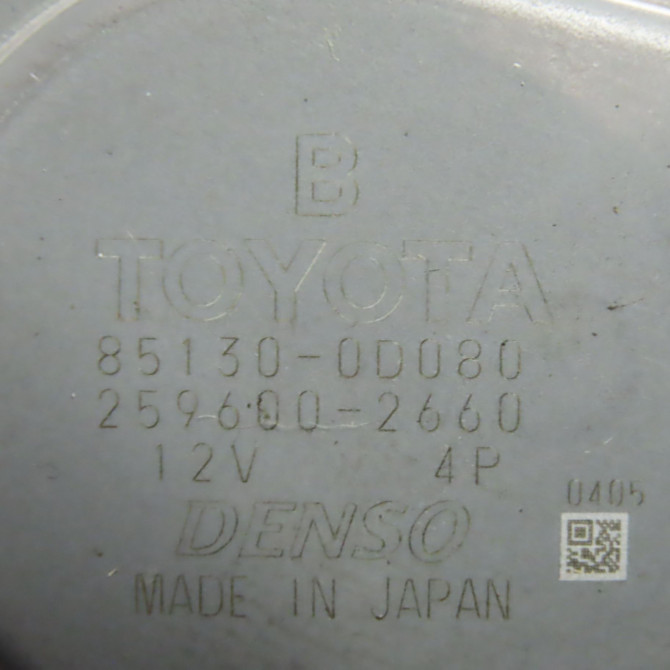 B
TOYOTA
85130-0D080
259600-2660
12V 4P
0405
DENSO
MADE IN JAPAN